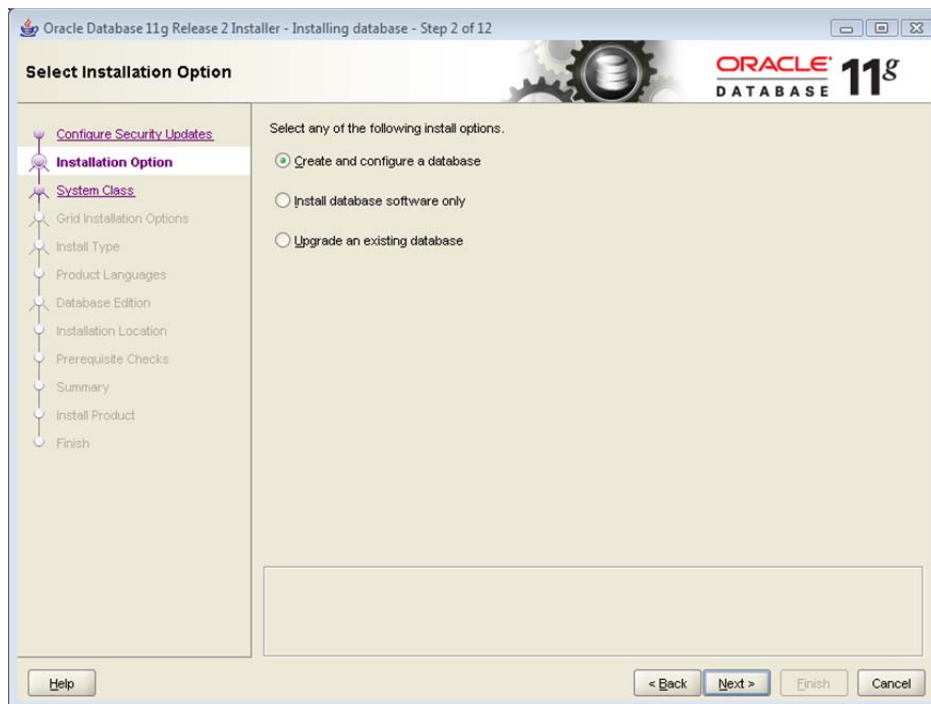 Oracle Database 11g Release 2 Installer - Installing database - Step 2 of 12
Select Installation Option
ORACLE DATABASE 11g
Configure Security Updates
Installation Option
System Class
Grid Installation Options
Install Type
Product Languages
Database Edition
Installation Location
Prerequisite Checks
Summary
Install Product
Finish
Select any of the following install options.
Create and configure a database
Install database software only
Upgrade an existing database
Help
< Back
Next >
Finish
Cancel